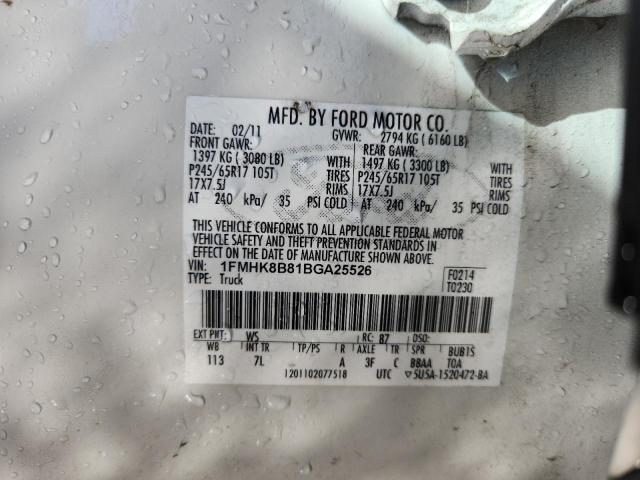 MFD. BY FORD MOTOR CO.
DATE: 02/11 GVWR: 2794 KG ( 6160 LB)
FRONT GAWR: REAR GAWR:
1397 KG ( 3080 LB) 1497 KG ( 3300 LB)
P245/65R17 105T TIRES P245/65R17 105T TIRES
17X7.5J RIMS 17X7.5J RIMS
AT 240 kPa/ 35 PSI COLD AT 240 kPa/ 35 PSI COLD
THIS VEHICLE CONFORMS TO ALL APPLICABLE FEDERAL MOTOR
VEHICLE SAFETY AND THEFT PREVENTION STANDARDS IN
EFFECT ON THE DATE OF MANUFACTURE SHOWN ABOVE.
VIN: 1FMHK8B81BGA25526 F0214
TYPE: Truck T0230
EXT PNT: WS RC: 87 DSO:
WB INT TR TP/PS R AXLE TR SPR BUB1S
113 7L A 3F C BBAA TOA
1201102077518 UTC ▽5U5A-1520472-BA